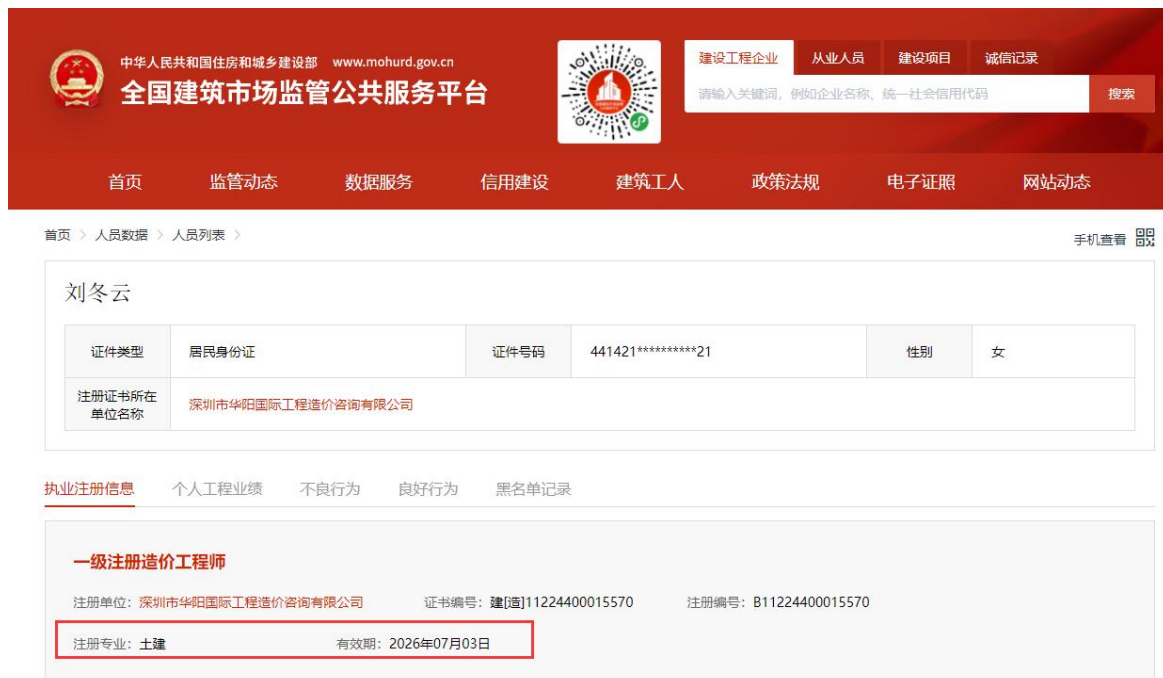 中华人民共和国住房和城乡建设部 www.mohurd.gov.cn
全国建筑市场监管公共服务平台
建设工程企业 从业人员 建设项目 诚信记录
请输入关键词，例如企业名称、统一社会信用代码 搜索
首页 监管动态 数据服务 信用建设 建筑工人 政策法规 电子证照 网站动态
首页 > 人员数据 > 人员列表 >
手机查看
刘冬云
证件类型 居民身份证 证件号码 441421**********21 性别 女
注册证书所在
单位名称
深圳市华阳国际工程造价咨询有限公司
执业注册信息 个人工程业绩 不良行为 良好行为 黑名单记录
一级注册造价工程师
注册单位：深圳市华阳国际工程造价咨询有限公司 证书编号：建[造]11224400015570 注册编号：B11224400015570
注册专业：土建 有效期：2026年07月03日